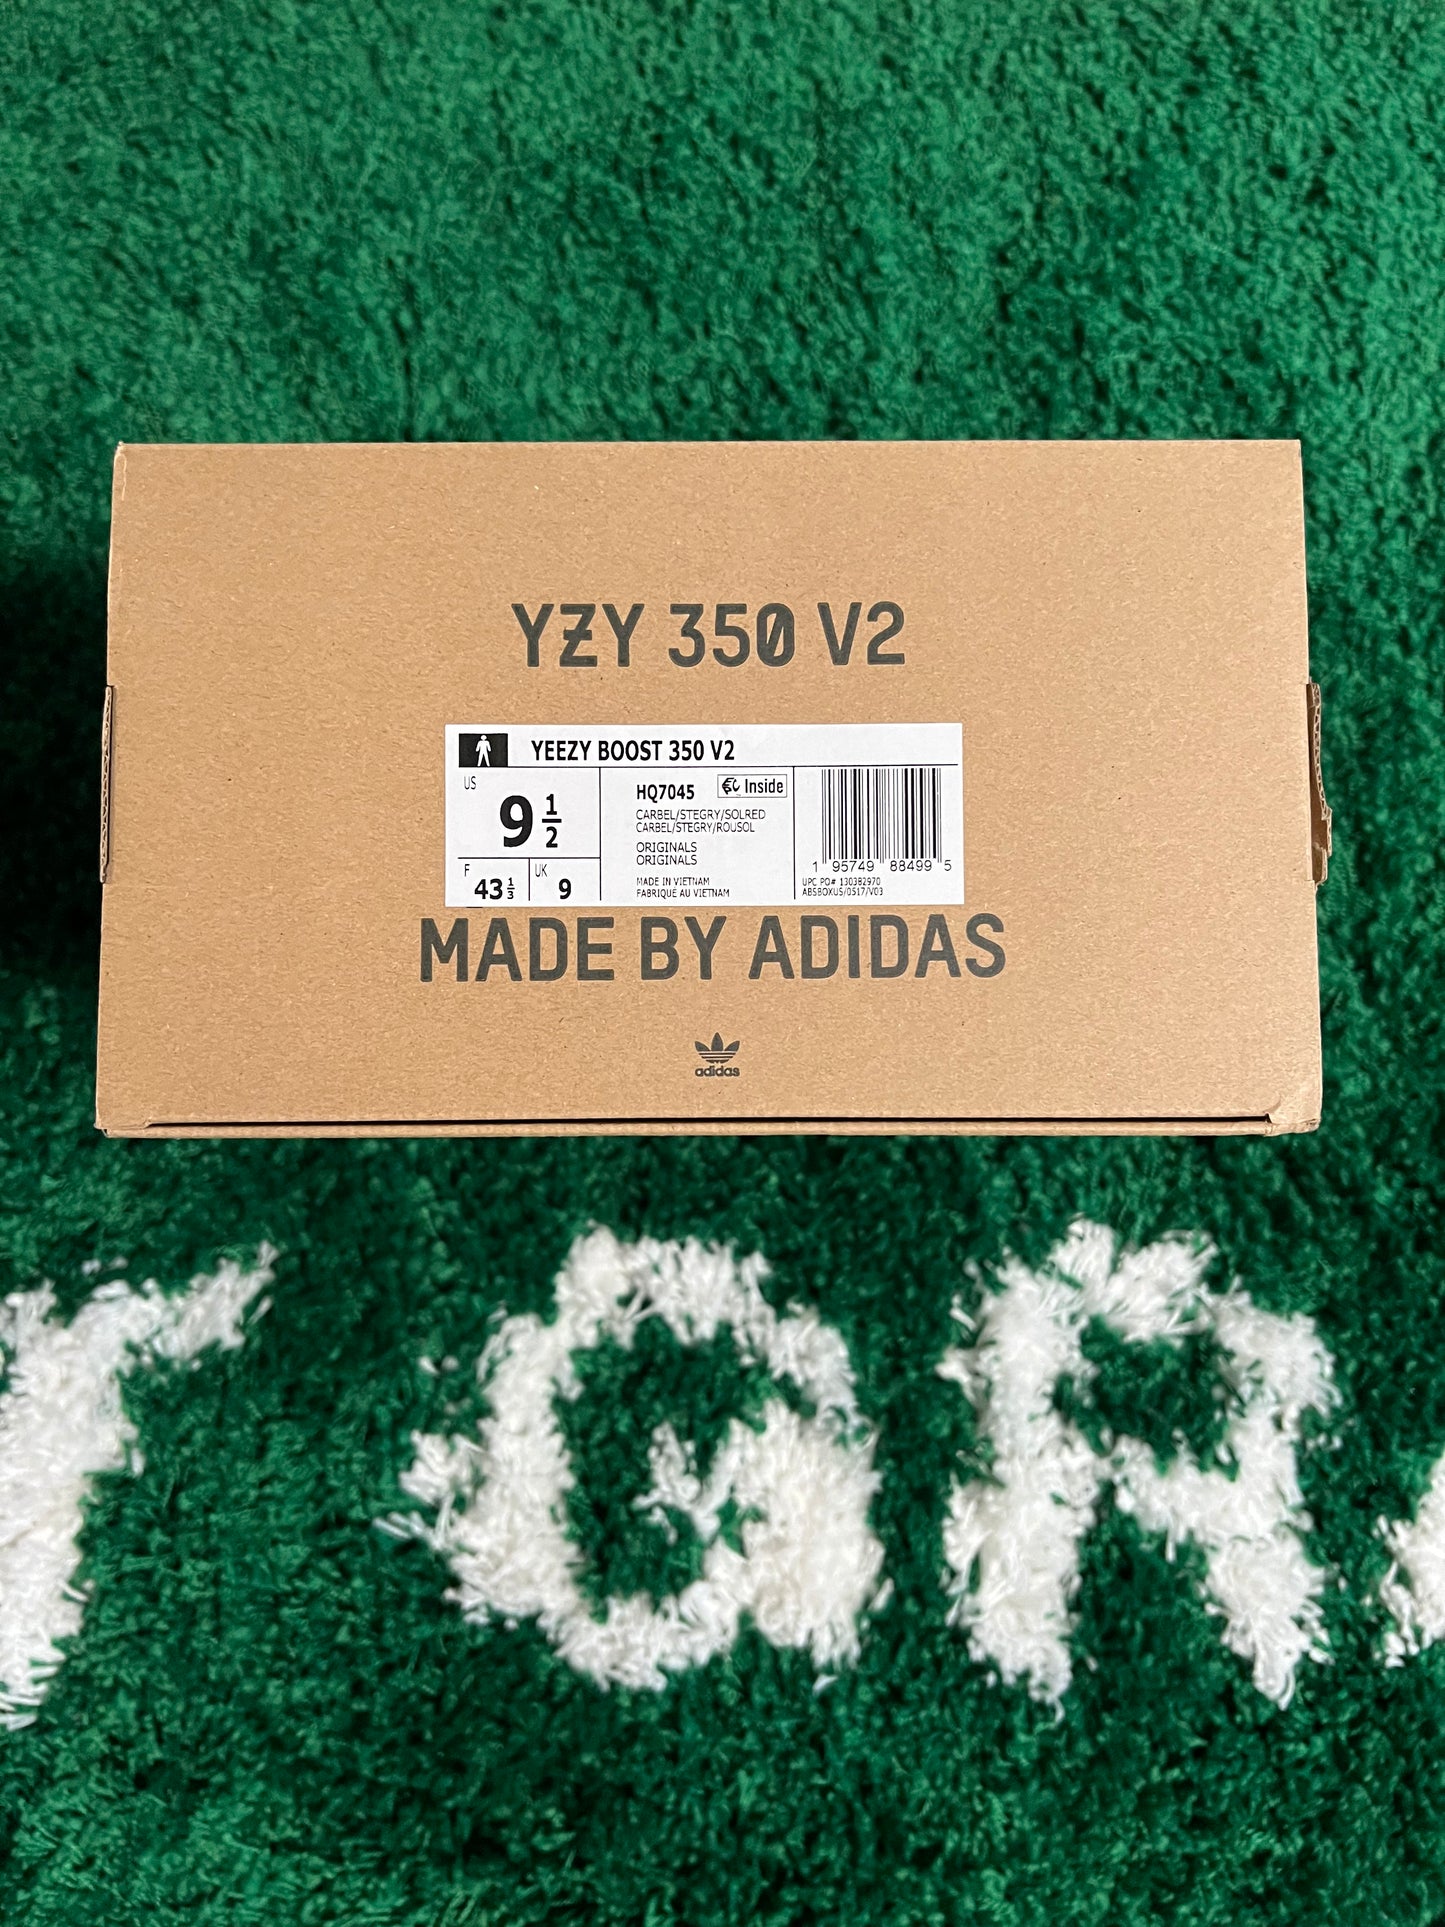 YZY 350 V2
YEEZY BOOST 350 V2
US
9 1/2
F
43 1/3
UK
9
HQ7045
Inside
CARBEL/STEGRY/SOLRED
CARBEL/STEGRY/ROUSOL
ORIGINALS
ORIGINALS
MADE IN VIETNAM
FABRIQUÉ AU VIETNAM
1 95749 88499 5
UPC PO# 130382970
ABSBOXUS/0517/V03
MADE BY ADIDAS
adidas
G R